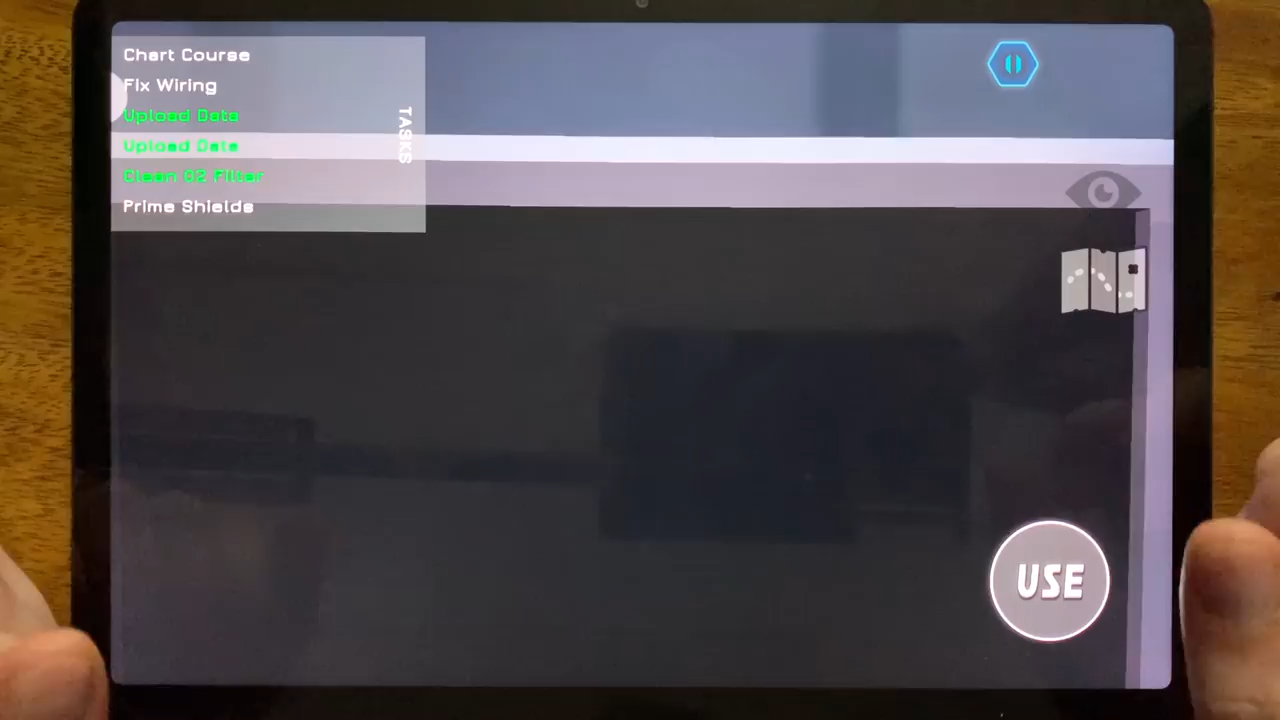 Chart Course
Fix Wiring
Upload Data
Upload Data
Clean O2 Filter
Prime Shields
TASKS
USE